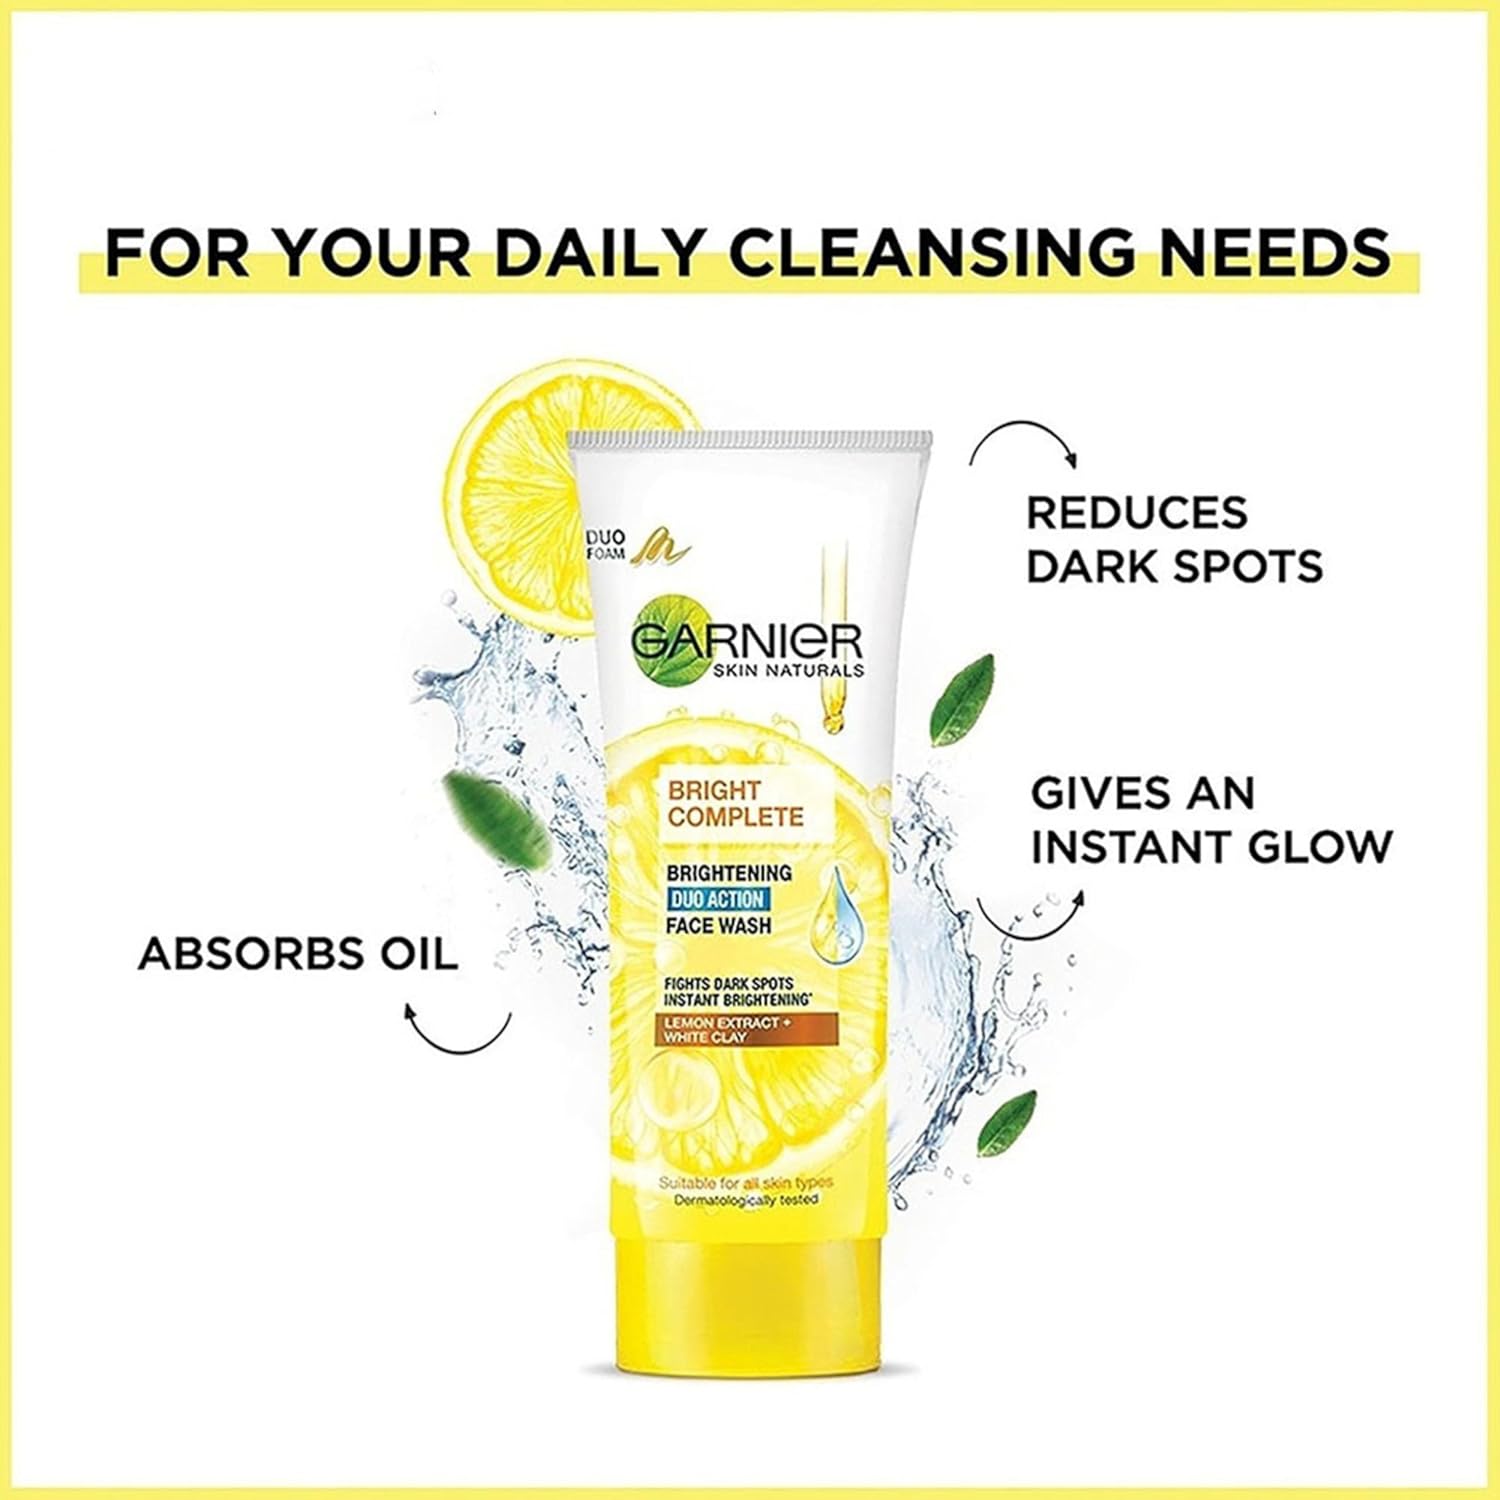 FOR YOUR DAILY CLEANSING NEEDS
DUO
FOAM
GARNIER
SKIN NATURALS
REDUCES
DARK SPOTS
BRIGHT
COMPLETE
GIVES AN
INSTANT GLOW
BRIGHTENING
DUO ACTION
FACE WASH
ABSORBS OIL
FIGHTS DARK SPOTS
INSTANT BRIGHTENING*
LEMON EXTRACT +
WHITE CLAY
Suitable for all skin types
Dermatologically tested